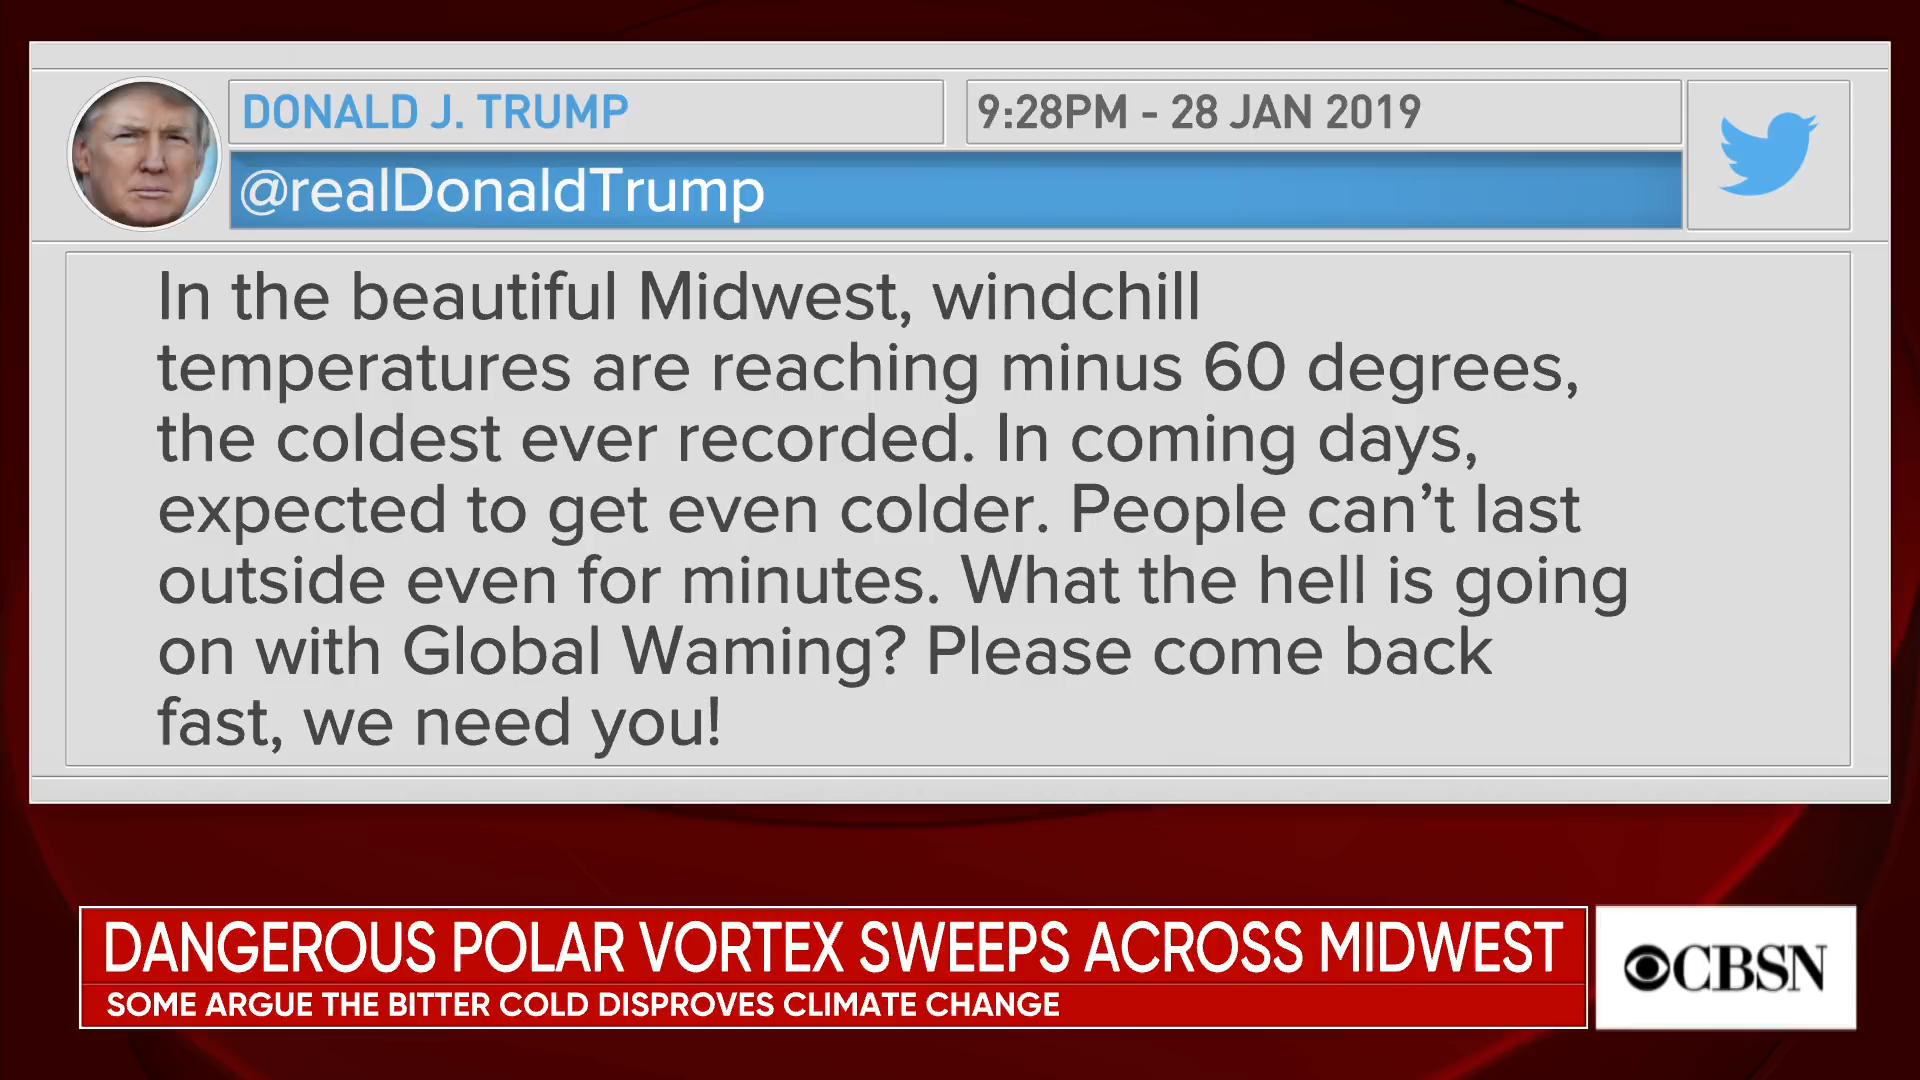 DONALD J. TRUMP
9:28PM - 28 JAN 2019
@realDonaldTrump
In the beautiful Midwest, windchill
temperatures are reaching minus 60 degrees,
the coldest ever recorded. In coming days,
expected to get even colder. People can’t last
outside even for minutes. What the hell is going
on with Global Waming? Please come back
fast, we need you!
DANGEROUS POLAR VORTEX SWEEPS ACROSS MIDWEST
SOME ARGUE THE BITTER COLD DISPROVES CLIMATE CHANGE
CBSN